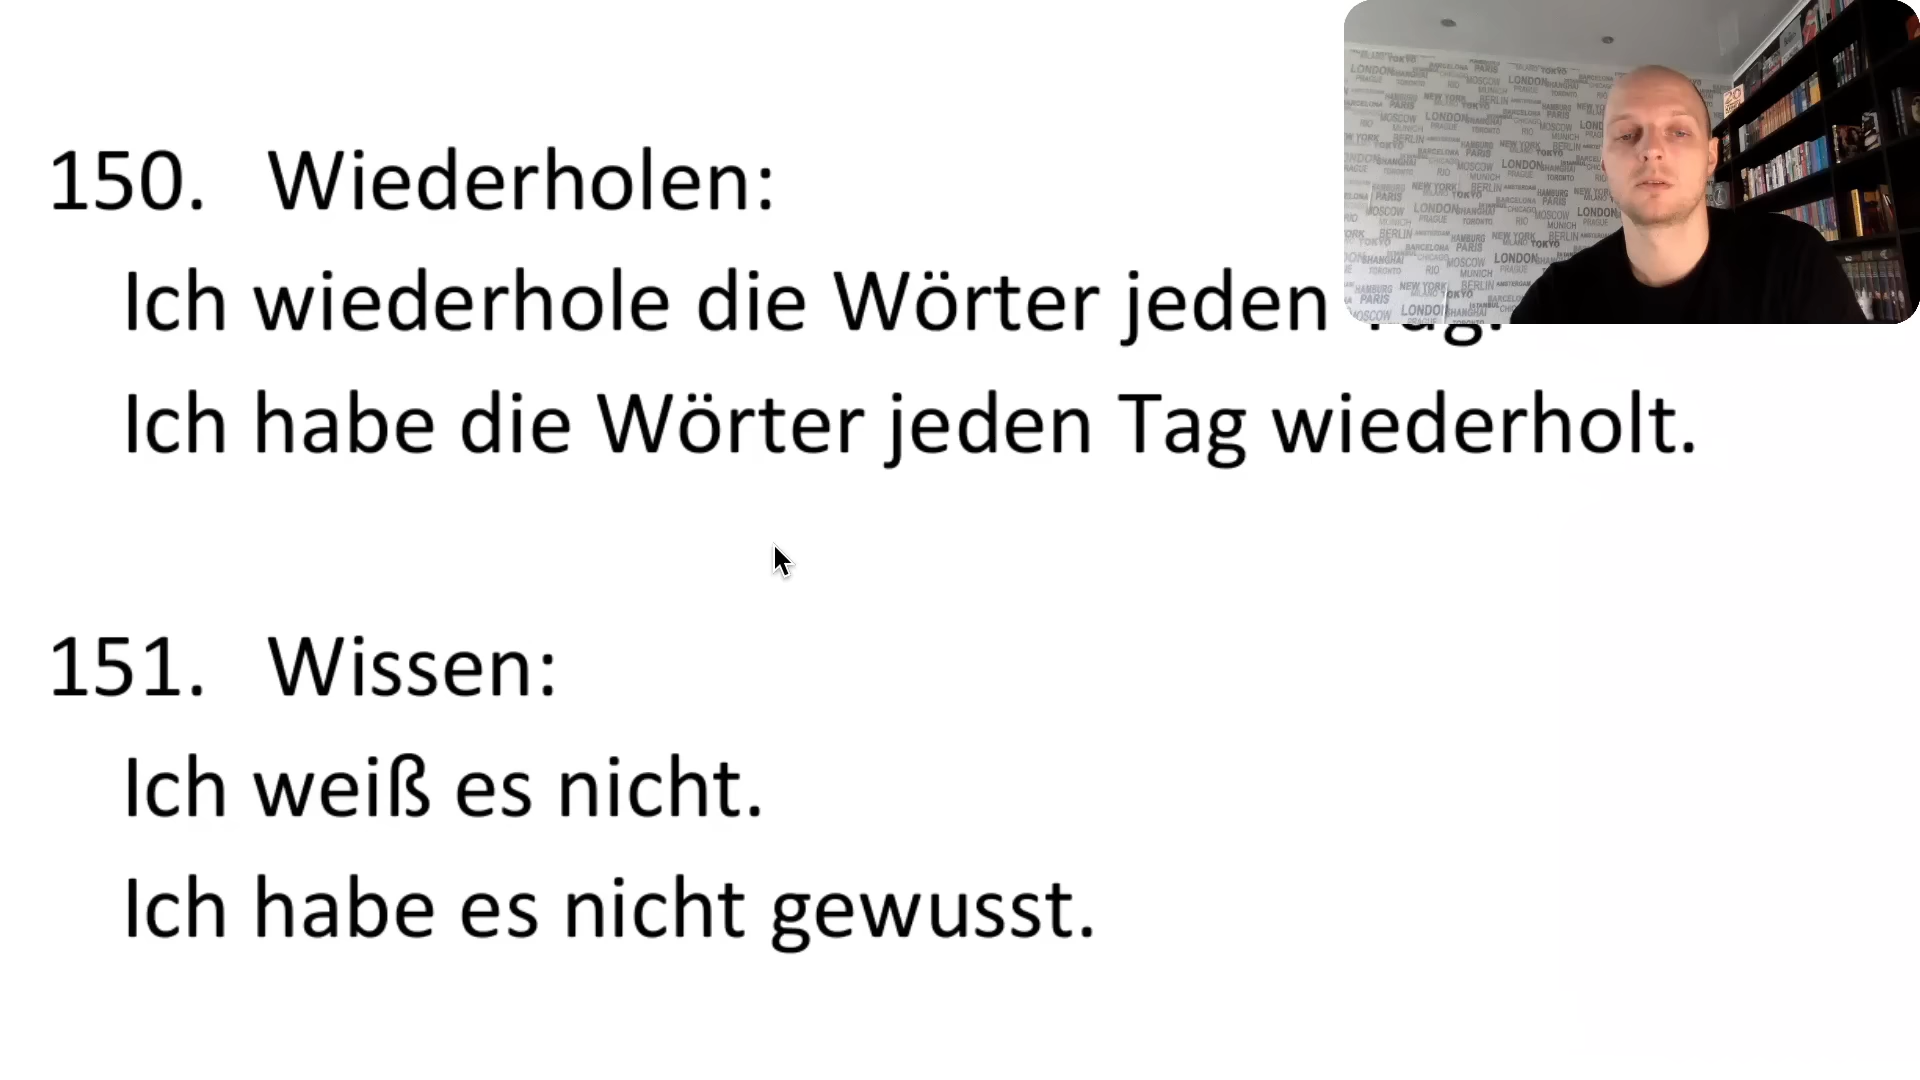 150. Wiederholen:
Ich wiederhole die Wörter jeden
Ich habe die Wörter jeden Tag wiederholt.
151. Wissen:
Ich weiß es nicht.
Ich habe es nicht gewusst.